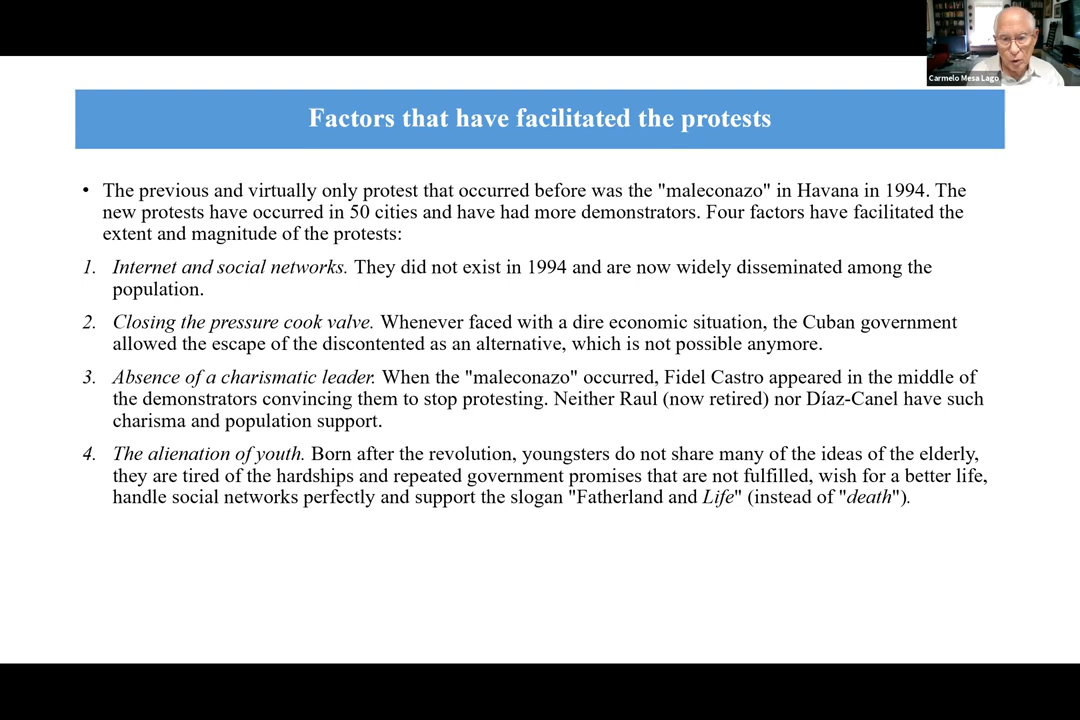 Carmelo Mesa Lago
Factors that have facilitated the protests
• The previous and virtually only protest that occurred before was the "maleconazo" in Havana in 1994. The
new protests have occurred in 50 cities and have had more demonstrators. Four factors have facilitated the
extent and magnitude of the protests:
1. Internet and social networks. They did not exist in 1994 and are now widely disseminated among the
population.
2. Closing the pressure cook valve. Whenever faced with a dire economic situation, the Cuban government
allowed the escape of the discontented as an alternative, which is not possible anymore.
3. Absence of a charismatic leader. When the "maleconazo" occurred, Fidel Castro appeared in the middle of
the demonstrators convincing them to stop protesting. Neither Raul (now retired) nor Díaz-Canel have such
charisma and population support.
4. The alienation of youth. Born after the revolution, youngsters do not share many of the ideas of the elderly,
they are tired of the hardships and repeated government promises that are not fulfilled, wish for a better life,
handle social networks perfectly and support the slogan "Fatherland and Life" (instead of "death").